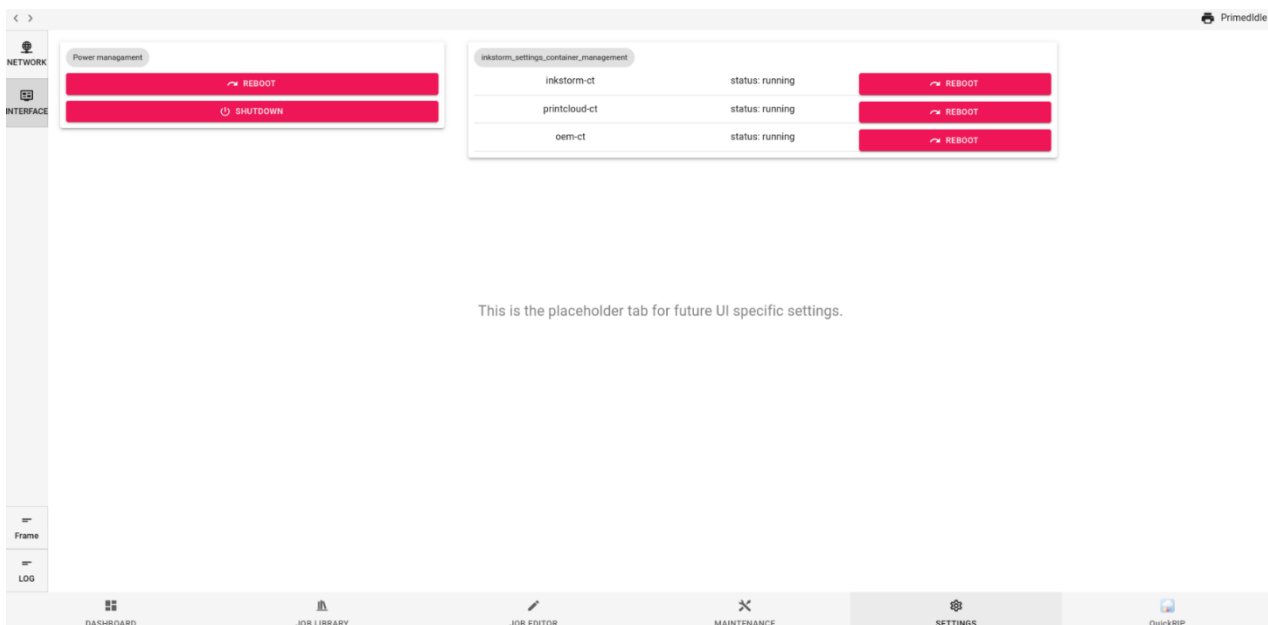 PrimedIdle
NETWORK
INTERFACE
Power managament
REBOOT
SHUTDOWN
inkstorm_settings_container_management
inkstorm-ct status: running REBOOT
printcloud-ct status: running REBOOT
oem-ct status: running REBOOT
This is the placeholder tab for future UI specific settings.
Frame
LOG
DASHBOARD JOB LIBRARY JOB EDITOR MAINTENANCE SETTINGS QuickRIP